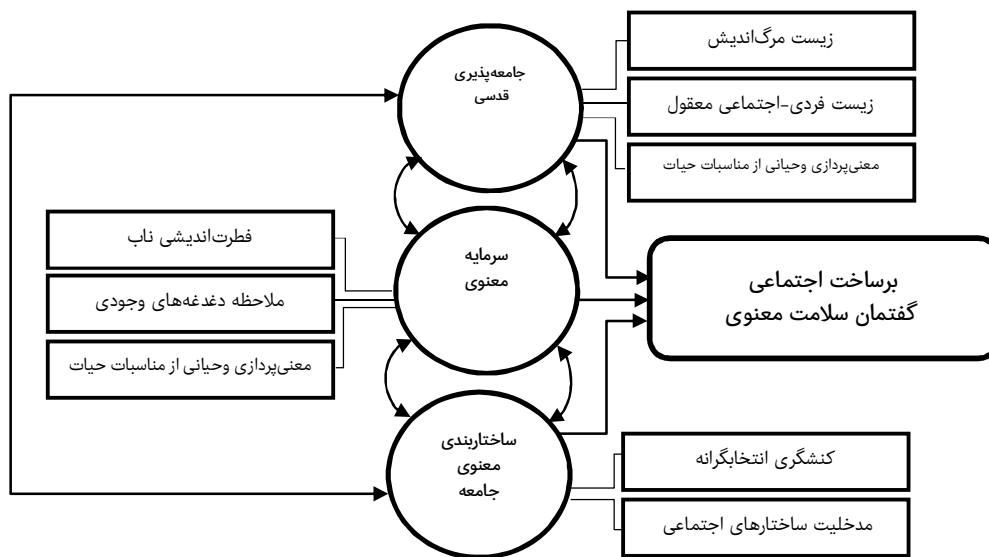 زیست مرگ‌اندیش
جامعه‌پذیری
قدسی
زیست فردی-اجتماعی معقول
معنی‌پردازی وحیانی از مناسبات حیات
فطرت‌اندیشی ناب
سرمایه
معنوی
ملاحظه دغدغه‌های وجودی
معنی‌پردازی وحیانی از مناسبات حیات
برساخت اجتماعی
گفتمان سلامت معنوی
ساختاربندی
معنوی
جامعه
کنشگری انتخابگرانه
مدخلیت ساختارهای اجتماعی